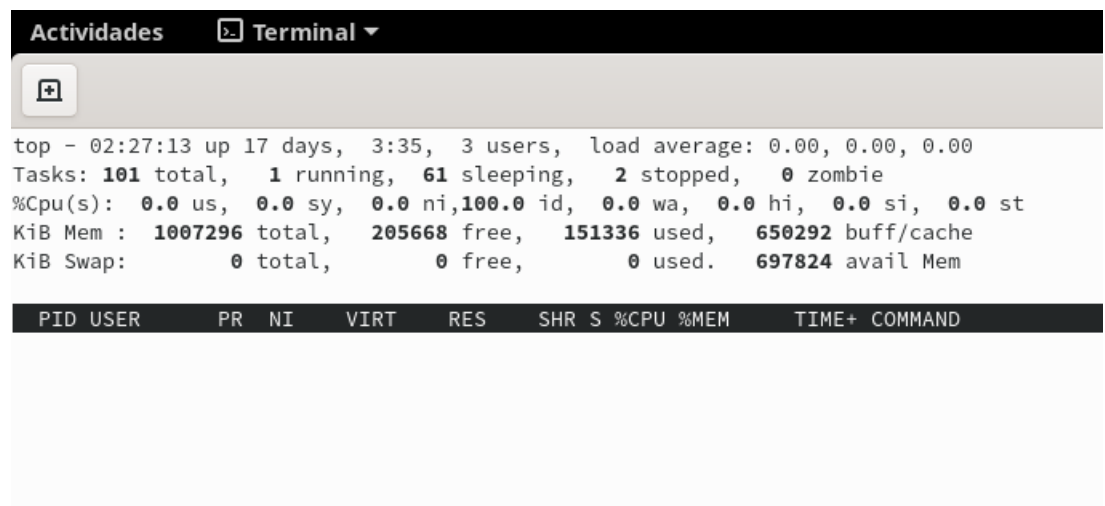 Actividades Terminal
top - 02:27:13 up 17 days,  3:35,  3 users,  load average: 0.00, 0.00, 0.00
Tasks: 101 total,   1 running,  61 sleeping,   2 stopped,   0 zombie
%Cpu(s):  0.0 us,  0.0 sy,  0.0 ni,100.0 id,  0.0 wa,  0.0 hi,  0.0 si,  0.0 st
KiB Mem :  1007296 total,   205668 free,   151336 used,   650292 buff/cache
KiB Swap:        0 total,        0 free,        0 used.   697824 avail Mem
PID USER      PR  NI    VIRT    RES    SHR S %CPU %MEM     TIME+ COMMAND